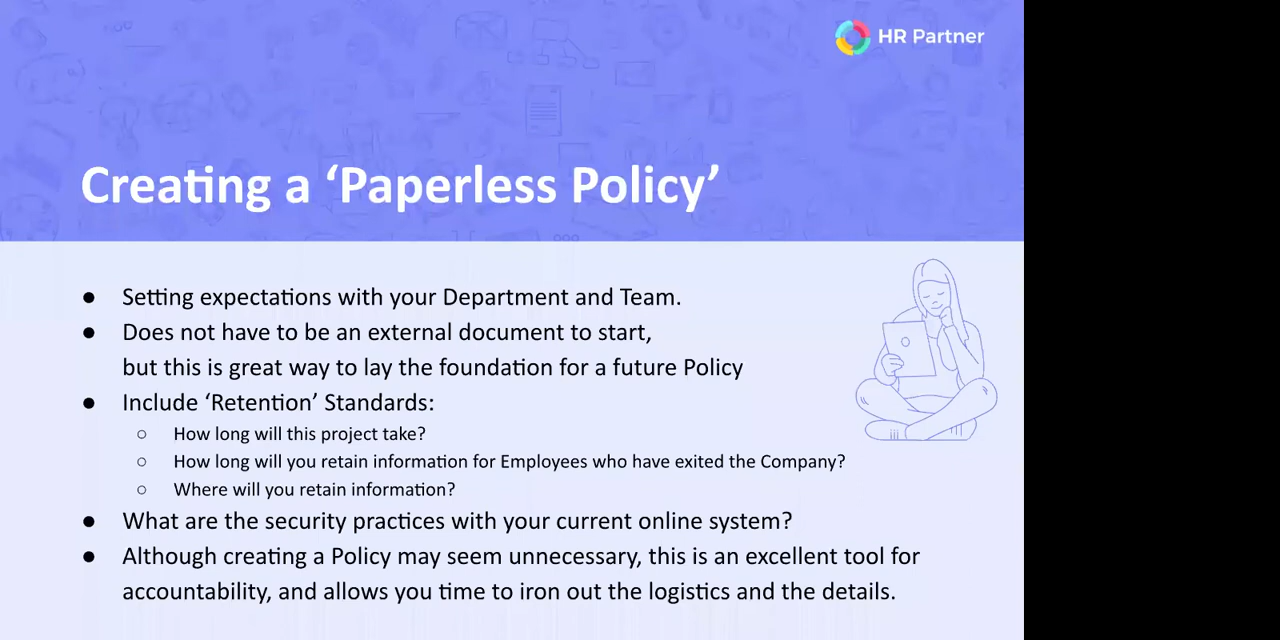 HR Partner
Creating a ‘Paperless Policy’
● Setting expectations with your Department and Team.
● Does not have to be an external document to start,
but this is great way to lay the foundation for a future Policy
● Include ‘Retention’ Standards:
○ How long will this project take?
○ How long will you retain information for Employees who have exited the Company?
○ Where will you retain information?
● What are the security practices with your current online system?
● Although creating a Policy may seem unnecessary, this is an excellent tool for
accountability, and allows you time to iron out the logistics and the details.